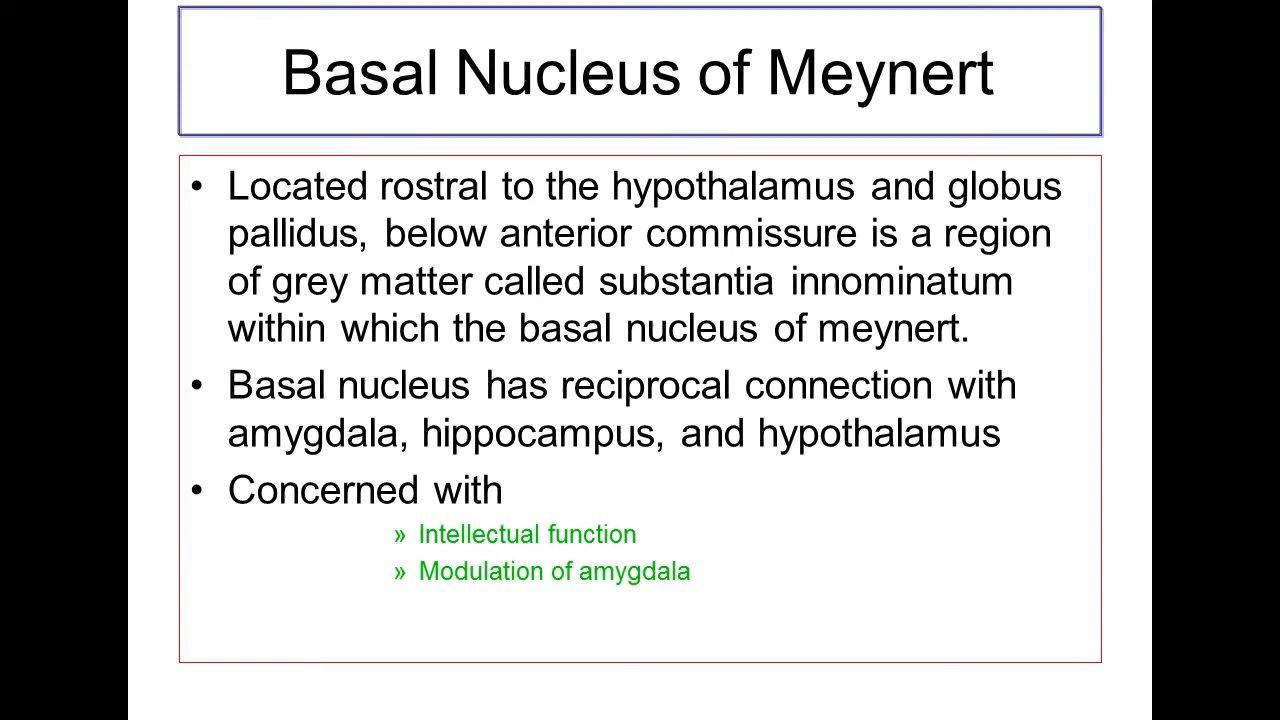 Basal Nucleus of Meynert
• Located rostral to the hypothalamus and globus
pallidus, below anterior commissure is a region
of grey matter called substantia innominatum
within which the basal nucleus of meynert.
• Basal nucleus has reciprocal connection with
amygdala, hippocampus, and hypothalamus
• Concerned with
» Intellectual function
» Modulation of amygdala